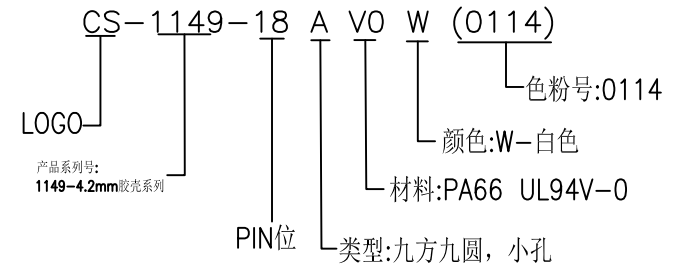 CS-1149-18 A V0 W (0114)
色粉号:0114
LOGO
颜色:W-白色
产品系列号:
1149-4.2mm胶壳系列
材料:PA66 UL94V-0
PIN位
类型:九方九圆，小孔